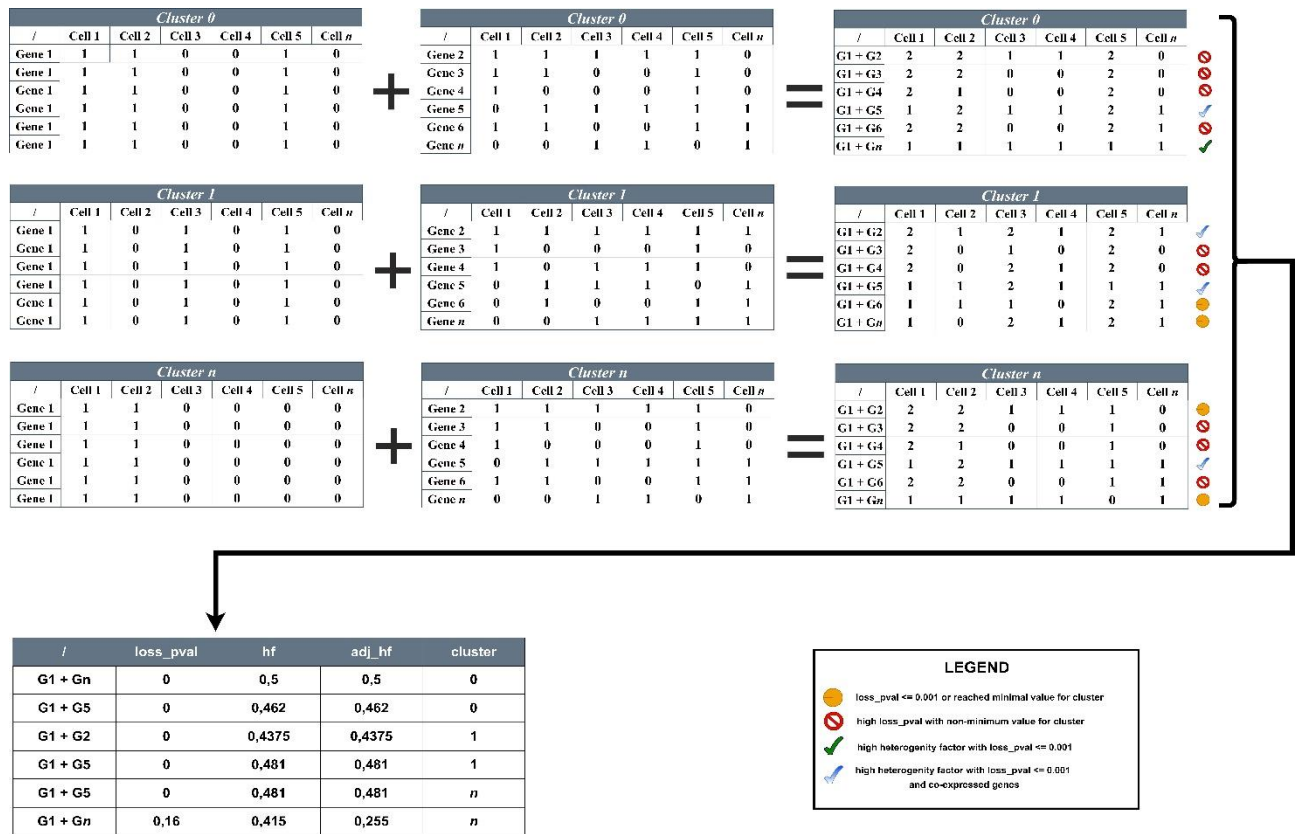 Cluster 0
/ Cell 1 Cell 2 Cell 3 Cell 4 Cell 5 Cell n
Gene 1 1 1 0 0 1 0
Gene 1 1 1 0 0 1 0
Gene 1 1 1 0 0 1 0
Gene 1 1 1 0 0 1 0
Gene 1 1 1 0 0 1 0
Gene 1 1 1 0 0 1 0
+
Cluster 0
/ Cell 1 Cell 2 Cell 3 Cell 4 Cell 5 Cell n
Gene 2 1 1 1 1 1 0
Gene 3 1 1 0 0 1 0
Gene 4 1 0 0 0 1 0
Gene 5 0 1 1 1 1 1
Gene 6 1 1 0 0 1 1
Gene n 0 0 1 1 0 1
=
Cluster 0
/ Cell 1 Cell 2 Cell 3 Cell 4 Cell 5 Cell n
G1 + G2 2 2 1 1 2 0
G1 + G3 2 2 0 0 2 0
G1 + G4 2 1 0 0 2 0
G1 + G5 1 2 1 1 2 1
G1 + G6 2 2 0 0 2 1
G1 + Gn 1 1 1 1 1 1
Cluster 1
/ Cell 1 Cell 2 Cell 3 Cell 4 Cell 5 Cell n
Gene 1 1 0 1 0 1 0
Gene 1 1 0 1 0 1 0
Gene 1 1 0 1 0 1 0
Gene 1 1 0 1 0 1 0
Gene 1 1 0 1 0 1 0
Gene 1 1 0 1 0 1 0
+
Cluster 1
/ Cell 1 Cell 2 Cell 3 Cell 4 Cell 5 Cell n
Gene 2 1 1 1 1 1 1
Gene 3 1 0 0 0 1 0
Gene 4 1 0 1 1 1 0
Gene 5 0 1 1 1 0 1
Gene 6 0 1 0 0 1 1
Gene n 0 0 1 1 1 1
=
Cluster 1
/ Cell 1 Cell 2 Cell 3 Cell 4 Cell 5 Cell n
G1 + G2 2 1 2 1 2 1
G1 + G3 2 0 1 0 2 0
G1 + G4 2 0 2 1 2 0
G1 + G5 1 1 2 1 1 1
G1 + G6 1 1 1 0 2 1
G1 + Gn 1 0 2 1 2 1
Cluster n
/ Cell 1 Cell 2 Cell 3 Cell 4 Cell 5 Cell n
Gene 1 1 1 0 0 0 0
Gene 1 1 1 0 0 0 0
Gene 1 1 1 0 0 0 0
Gene 1 1 1 0 0 0 0
Gene 1 1 1 0 0 0 0
Gene 1 1 1 0 0 0 0
+
Cluster n
/ Cell 1 Cell 2 Cell 3 Cell 4 Cell 5 Cell n
Gene 2 1 1 1 1 1 0
Gene 3 1 1 0 0 1 0
Gene 4 1 0 0 0 1 0
Gene 5 0 1 1 1 1 1
Gene 6 1 1 0 0 1 1
Gene n 0 0 1 1 0 1
=
Cluster n
/ Cell 1 Cell 2 Cell 3 Cell 4 Cell 5 Cell n
G1 + G2 2 2 1 1 1 0
G1 + G3 2 2 0 0 1 0
G1 + G4 2 1 0 0 1 0
G1 + G5 1 2 1 1 1 1
G1 + G6 2 2 0 0 1 1
G1 + Gn 1 1 1 1 0 1
/ loss_pval hf adj_hf cluster
G1 + Gn 0 0,5 0,5 0
G1 + G5 0 0,462 0,462 0
G1 + G2 0 0,4375 0,4375 1
G1 + G5 0 0,481 0,481 1
G1 + G5 0 0,481 0,481 n
G1 + Gn 0,16 0,415 0,255 n
LEGEND
loss_pval <= 0.001 or reached minimal value for cluster
high loss_pval with non-minimum value for cluster
high heterogenity factor with loss_pval <= 0.001
high heterogenity factor with loss_pval <= 0.001
and co-expressed genes